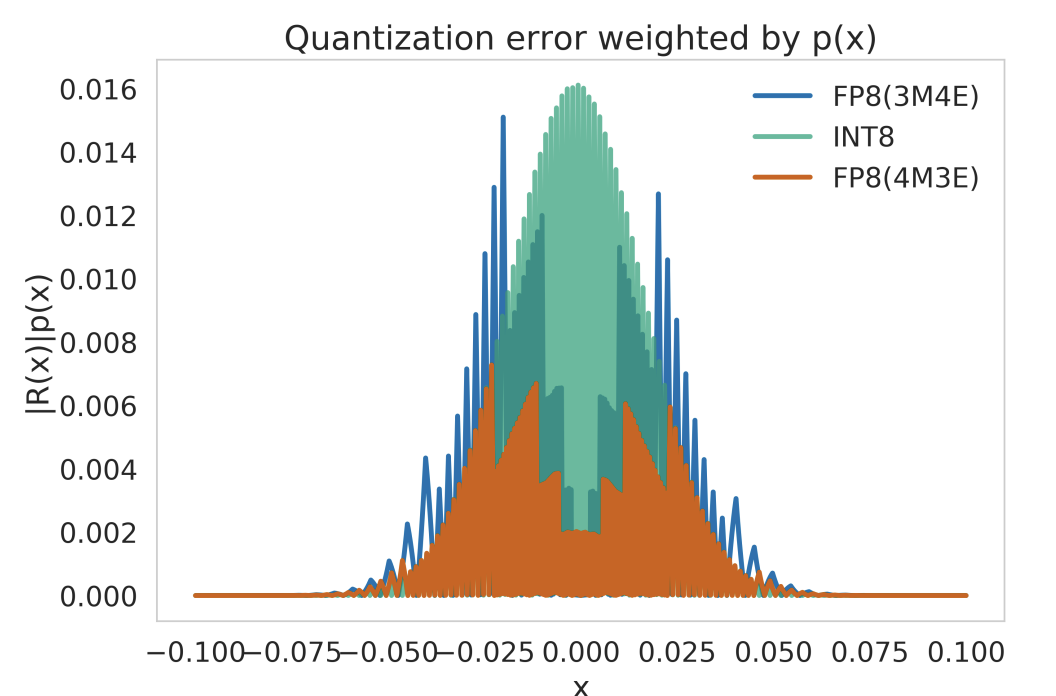 Quantization error weighted by p(x)
FP8(3M4E)
INT8
FP8(4M3E)
|R(x)|p(x)
0.016
0.014
0.012
0.010
0.008
0.006
0.004
0.002
0.000
−0.100 −0.075 −0.050 −0.025 0.000 0.025 0.050 0.075 0.100
x